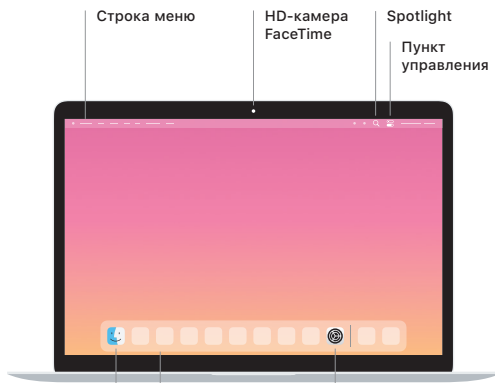 Строка меню
HD-камера
FaceTime
Spotlight
Пункт
управления